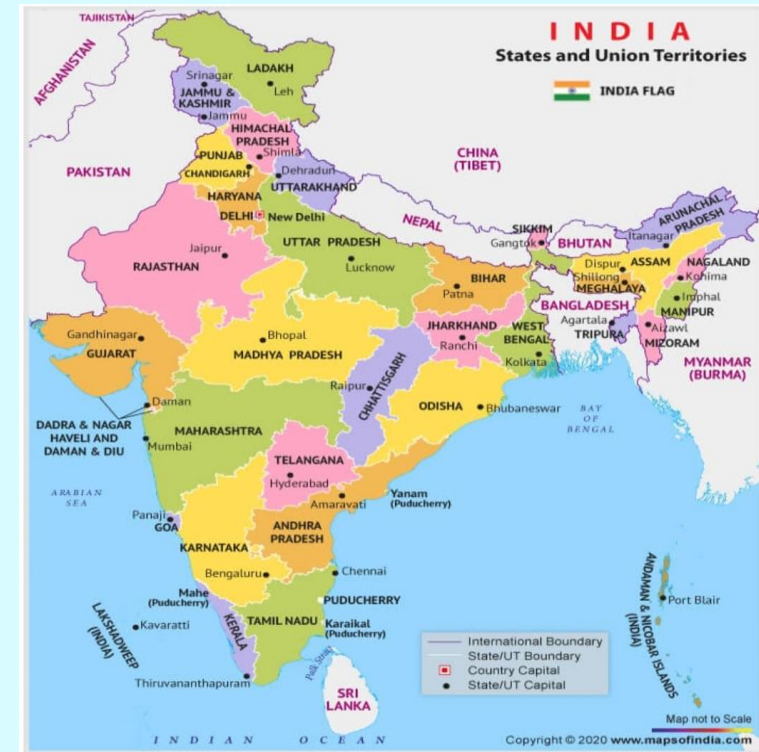 INDIA
States and Union Territories
INDIA FLAG
TAJIKISTAN
AFGHANISTAN
PAKISTAN
CHINA
(TIBET)
NEPAL
BHUTAN
BANGLADESH
MYANMAR
(BURMA)
SRI
LANKA
LADAKH
Leh
Srinagar
JAMMU &
KASHMIR
Jammu
HIMACHAL
PRADESH
Shimla
PUNJAB
CHANDIGARH
Dehradun
UTTARAKHAND
HARYANA
DELHI
New Delhi
UTTAR PRADESH
Lucknow
Jaipur
RAJASTHAN
SIKKIM
Gangtok
ARUNACHAL
PRADESH
Itanagar
Dispur
ASSAM
Shillong
MEGHALAYA
NAGALAND
Kohima
Imphal
MANIPUR
Agartala
TRIPURA
Aizawl
MIZORAM
BIHAR
Patna
JHARKHAND
Ranchi
WEST
BENGAL
Kolkata
Gandhinagar
GUJARAT
Bhopal
MADHYA PRADESH
Raipur
CHHATTISGARH
ODISHA
Bhubaneswar
BAY
OF
BENGAL
Daman
DADRA & NAGAR
HAVELI AND
DAMAN & DIU
MAHARASHTRA
Mumbai
TELANGANA
Hyderabad
ARABIAN
SEA
Amaravati
Yanam
(Puducherry)
Panaji
GOA
ANDHRA
PRADESH
KARNATAKA
Bengaluru
Chennai
Mahe
(Puducherry)
PUDUCHERRY
TAMIL NADU
Karaikal
(Puducherry)
KERALA
LAKSHADWEEP
(INDIA)
Kavaratti
Thiruvananthapuram
Palk Strait
ANDAMAN & NICOBAR ISLANDS
(INDIA)
Port Blair
International Boundary
State/UT Boundary
Country Capital
State/UT Capital
INDIAN OCEAN
Map not to Scale
Copyright © 2020 www.mapsofindia.com